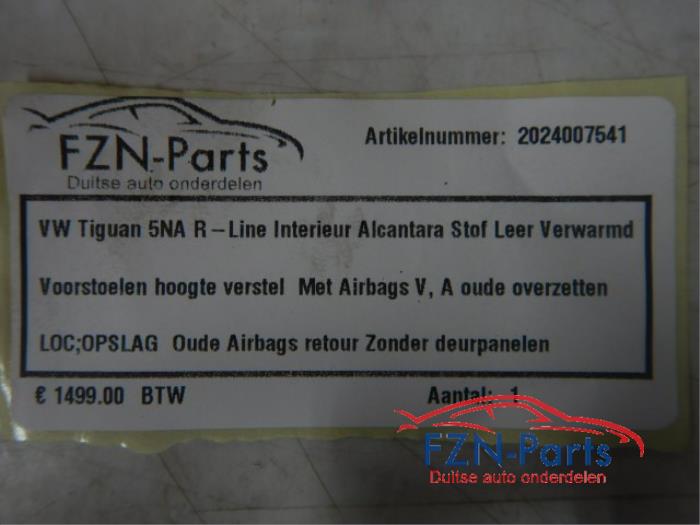 FZN-Parts
Duitse auto onderdelen
Artikelnummer: 2024007541
VW Tiguan 5NA R-Line Interieur Alcantara Stof Leer Verwarmd
Voorstoelen hoogte verstel Met Airbags V, A oude overzetten
LOC;OPSLAG Oude Airbags retour Zonder deurpanelen
€ 1499.00 BTW
Aantal: 1
FZN-Parts
Duitse auto onderdelen